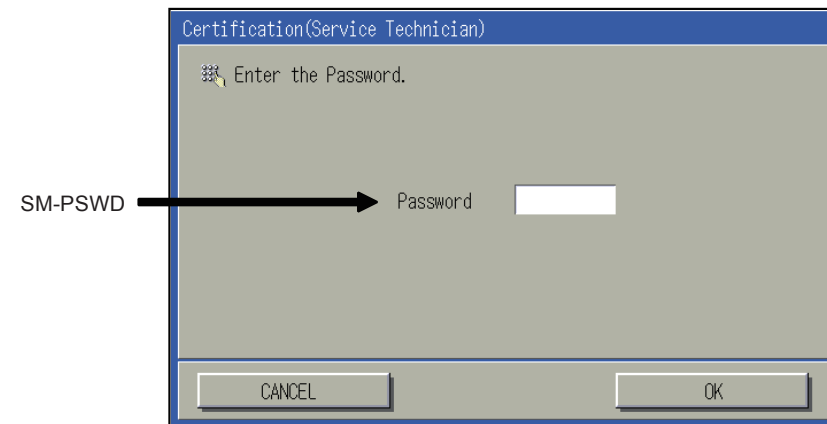 Certification(Service Technician)
Enter the Password.
SM-PSWD
Password
CANCEL
OK